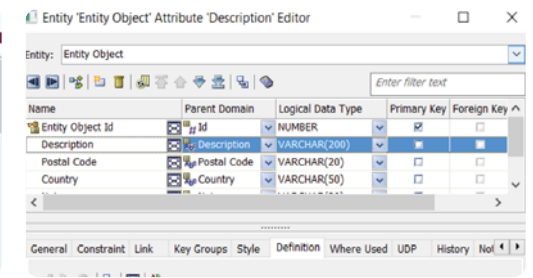 Entity 'Entity Object' Attribute 'Description' Editor
Entity: Entity Object
Enter filter text
Name Parent Domain Logical Data Type Primary Key Foreign Key
Entity Object Id Id NUMBER
Description Description VARCHAR(200)
Postal Code Postal Code VARCHAR(20)
Country Country VARCHAR(50)
General Constraint Link Key Groups Style Definition Where Used UDP History